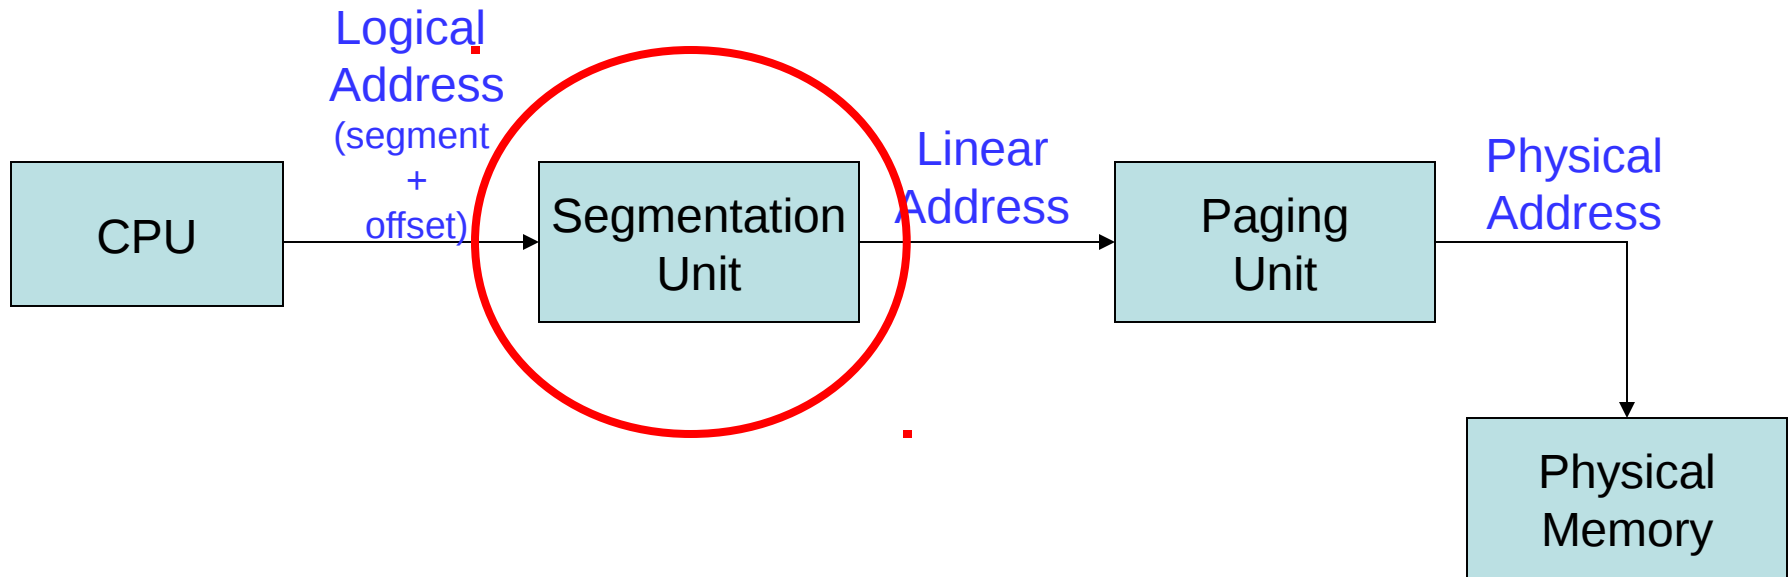 Logical
Address
(segment
+
offset)
CPU
Segmentation
Unit
Linear
Address
Paging
Unit
Physical
Address
Physical
Memory